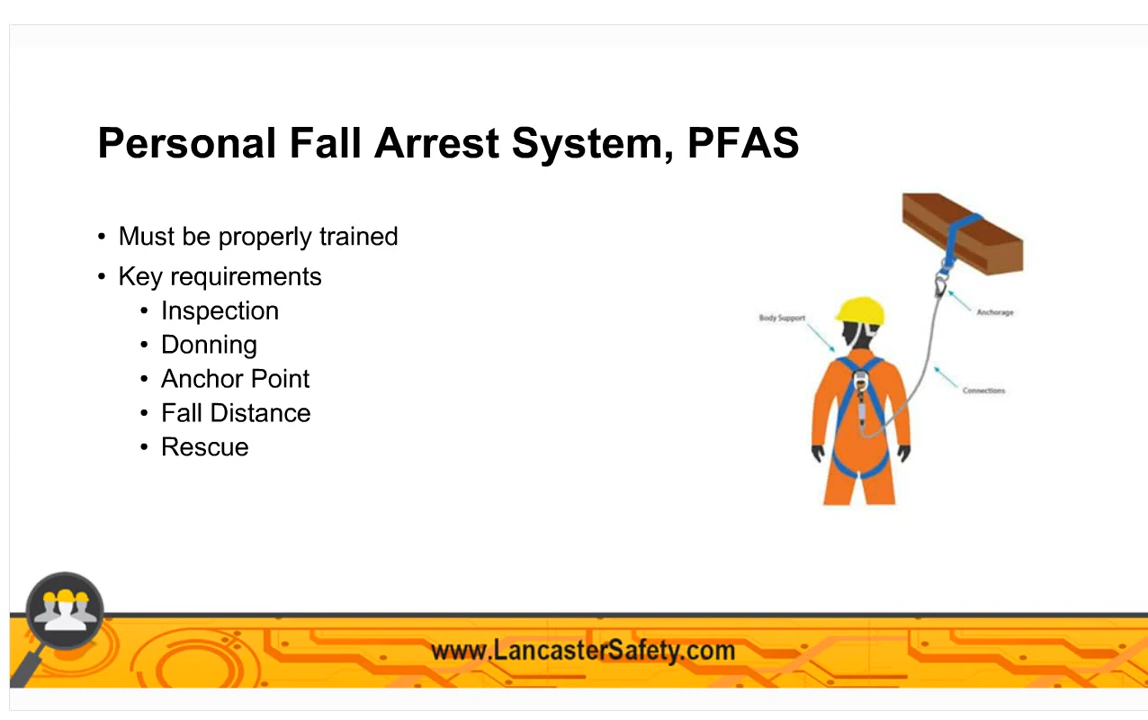 Personal Fall Arrest System, PFAS
• Must be properly trained
• Key requirements
• Inspection
• Donning
• Anchor Point
• Fall Distance
• Rescue
Body Support
Anchorage
Connections
www.LancasterSafety.com